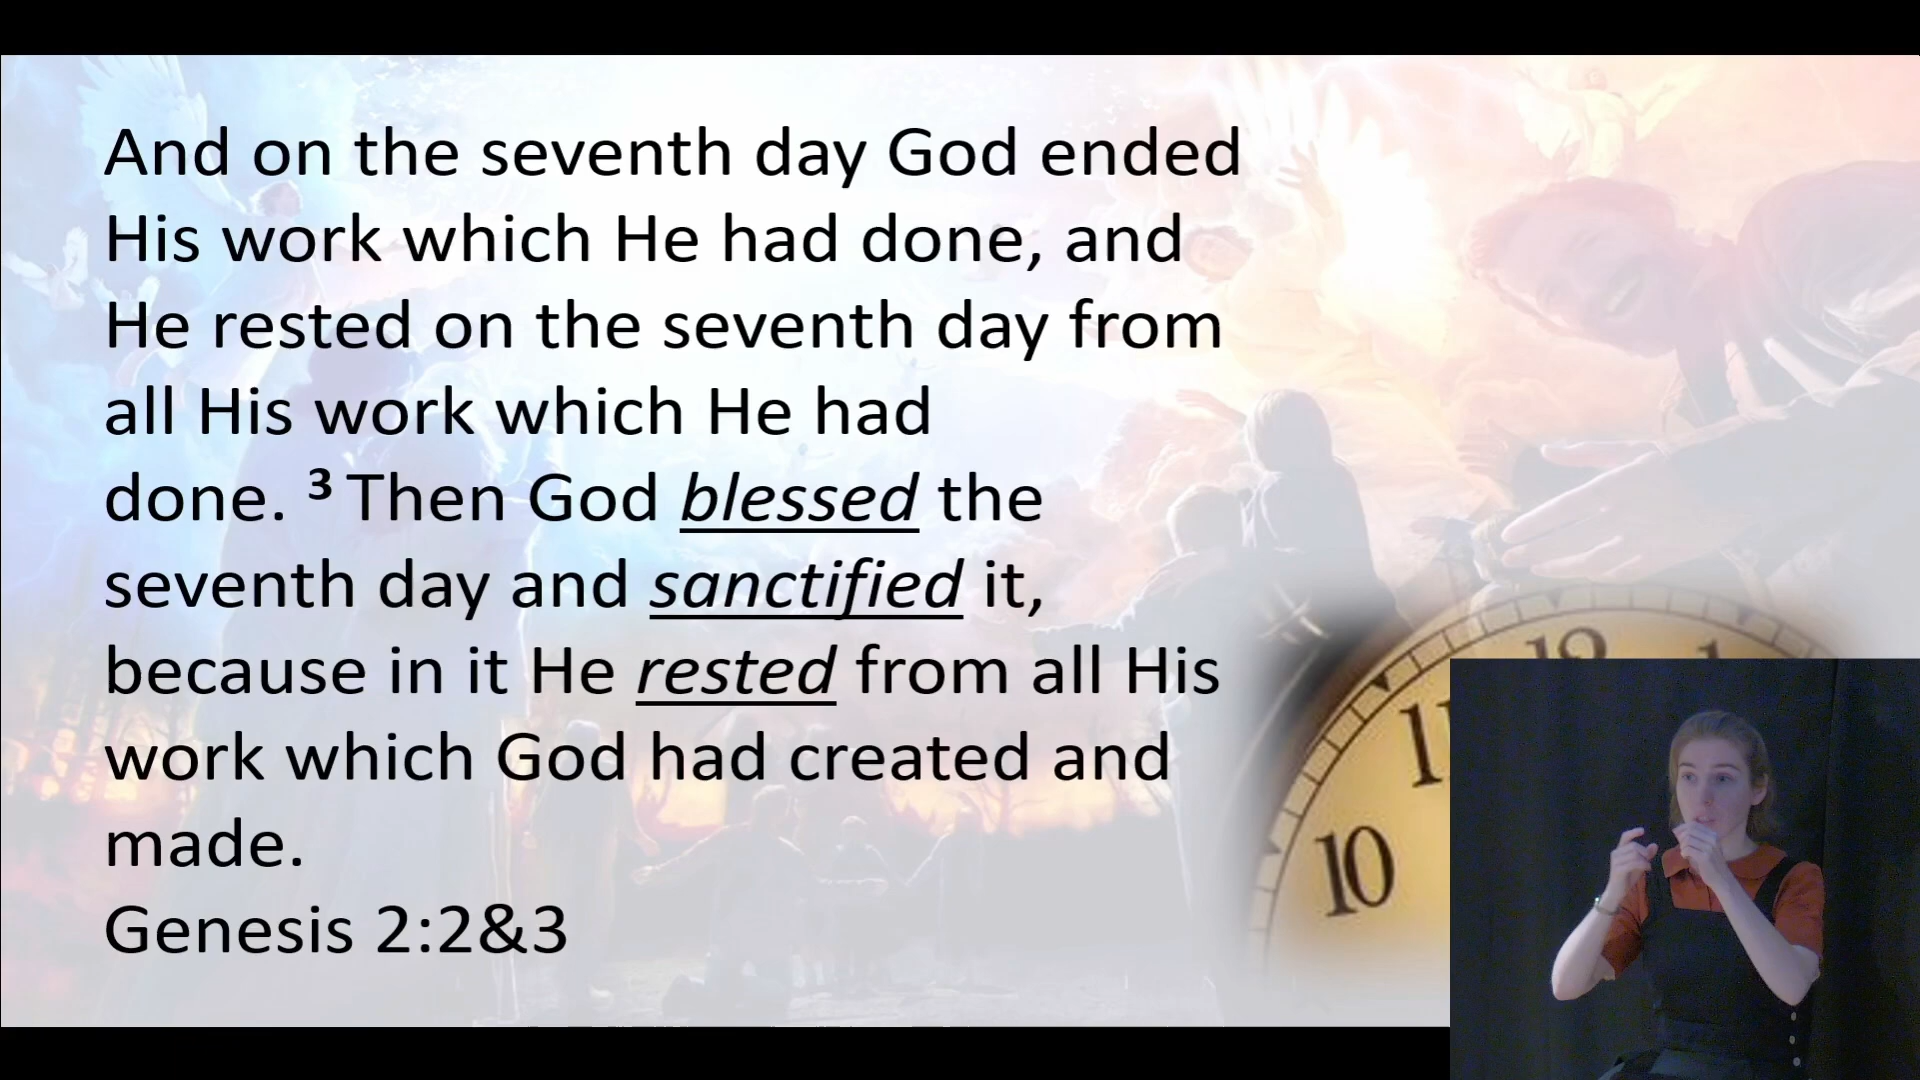 And on the seventh day God ended
His work which He had done, and
He rested on the seventh day from
all His work which He had
done. ³ Then God blessed the
seventh day and sanctified it,
because in it He rested from all His
work which God had created and
made.
Genesis 2:2&3
12
11
10